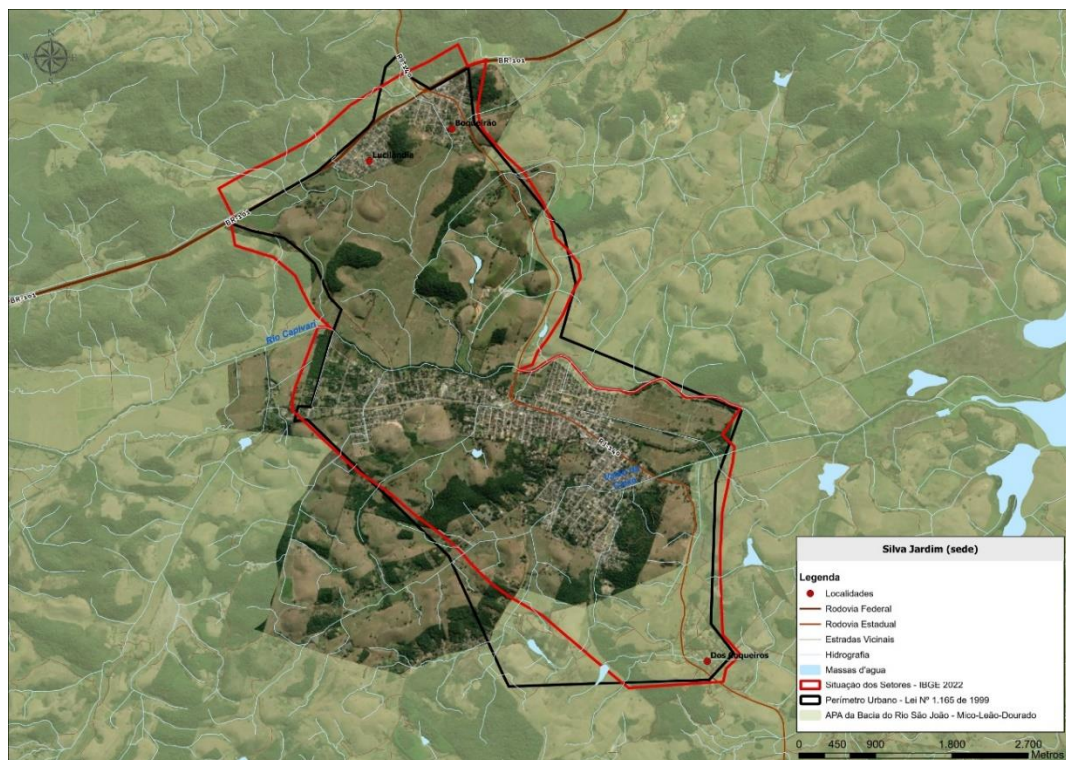 N
BR.101
Boqueirão
Lucilândia
BR.101
BR.101
Rio Capivari
Dos Coqueiros
Silva Jardim (sede)
Legenda
Localidades
Rodovia Federal
Rodovia Estadual
Estradas Vicinais
Hidrografia
Massas d'agua
Situação dos Setores - IBGE 2022
Perímetro Urbano - Lei Nº 1.165 de 1999
APA da Bacia do Rio São João - Mico-Leão-Dourado
0 450 900 1.800 2.700
Metros